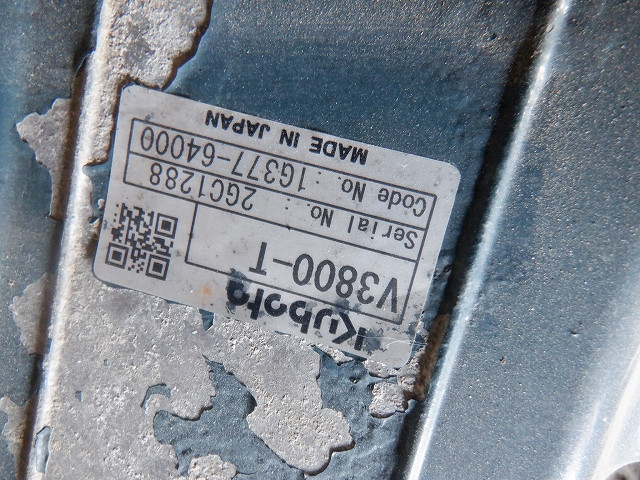 Kubota
V3800-T
Serial No. : 2GC1288
Code No. : 1G377-64000
MADE IN JAPAN